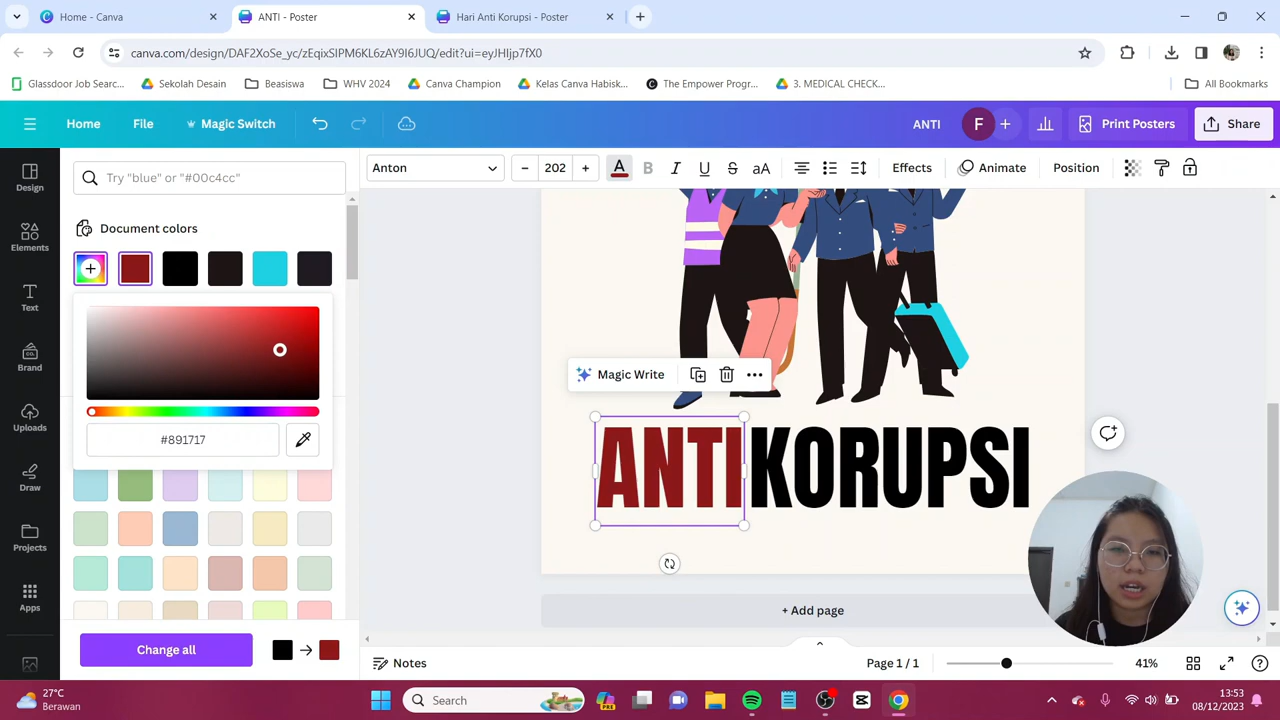 Home - Canva
ANTI - Poster
Hari Anti Korupsi - Poster
canva.com/design/DAF2XoSe_yc/zEqixSIPM6KL6zAY9I6JUQ/edit?ui=eyJHIjp7fX0
Glassdoor Job Searc...
Sekolah Desain
Beasiswa
WHV 2024
Canva Champion
Kelas Canva Habisk...
The Empower Progr...
3. MEDICAL CHECK...
All Bookmarks
Home
File
Magic Switch
ANTI
F
Print Posters
Share
Try "blue" or "#00c4cc"
Anton
202
A
B
I
U
S
aA
Effects
Animate
Position
Design
Elements
Text
Brand
Uploads
Draw
Projects
Apps
Document colors
#891717
Change all
Magic Write
ANTI KORUPSI
+ Add page
Notes
Page 1 / 1
41%
27°C
Berawan
Search
PRE
13:53
08/12/2023